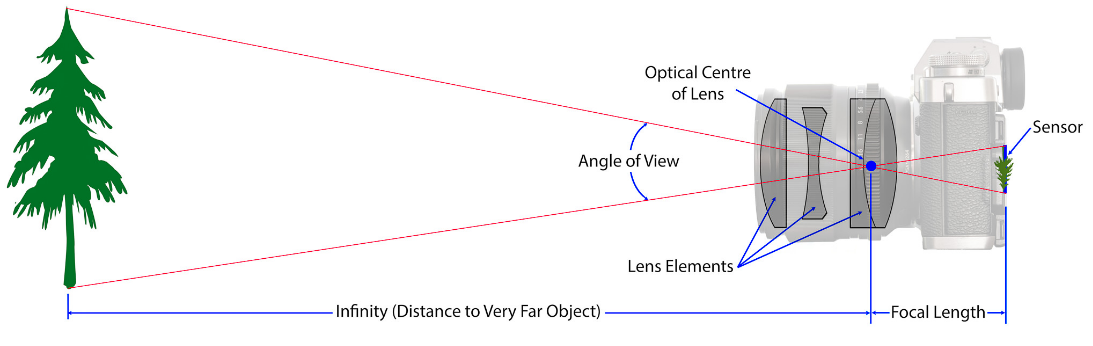 Optical Centre
of Lens
Sensor
Angle of View
Lens Elements
Infinity (Distance to Very Far Object)
Focal Length